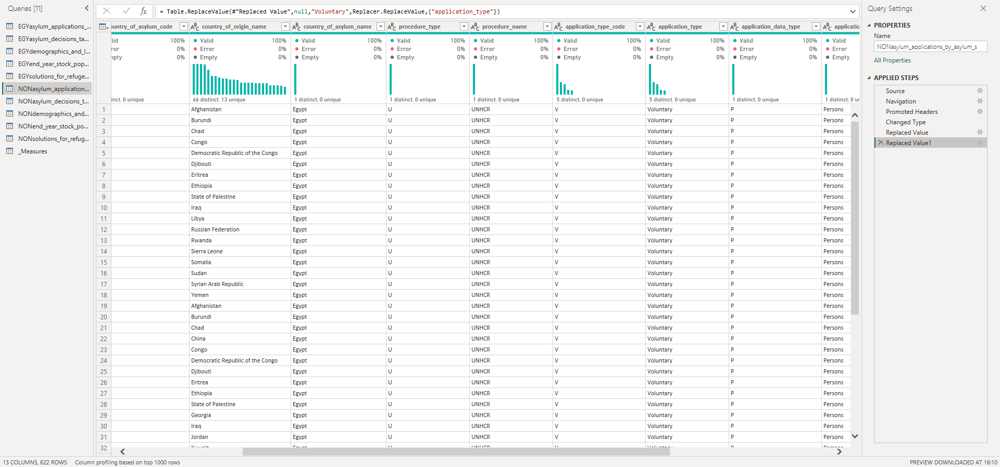 Queries [11]
EGYasylum_applications_...
EGYasylum_decisions_ta...
EGYdemographics_and_l...
EGYend_year_stock_pop...
EGYsolutions_for_refuge...
NONasylum_application...
NONasylum_decisions_t...
NONdemographics_and...
NONend_year_stock_po...
NONsolutions_for_refug...
_Measures
fx = Table.ReplaceValue(#"Replaced Value",null,"Voluntary",Replacer.ReplaceValue,{"application_type"})
untry_of_asylum_code ABC country_of_origin_name ABC country_of_asylum_name ABC procedure_type ABC procedure_name ABC application_type_code ABC application_type ABC application_data_type ABC applicatio
lid 100% Valid 100% Valid 100% Valid 100% Valid 100% Valid 100% Valid 100% Valid 100% Valid
ror 0% Error 0% Error 0% Error 0% Error 0% Error 0% Error 0% Error 0% Error
npty 0% Empty 0% Empty 0% Empty 0% Empty 0% Empty 0% Empty 0% Empty 0% Empty
inct, 0 unique 66 distinct, 13 unique 1 distinct, 0 unique 1 distinct, 0 unique 1 distinct, 0 unique 5 distinct, 0 unique 5 distinct, 0 unique 1 distinct, 0 unique 1 distinct, 0 ur
1 Afghanistan Egypt U UNHCR V Voluntary P Persons
2 Burundi Egypt U UNHCR V Voluntary P Persons
3 Chad Egypt U UNHCR V Voluntary P Persons
4 Congo Egypt U UNHCR V Voluntary P Persons
5 Democratic Republic of the Congo Egypt U UNHCR V Voluntary P Persons
6 Djibouti Egypt U UNHCR V Voluntary P Persons
7 Eritrea Egypt U UNHCR V Voluntary P Persons
8 Ethiopia Egypt U UNHCR V Voluntary P Persons
9 State of Palestine Egypt U UNHCR V Voluntary P Persons
10 Iraq Egypt U UNHCR V Voluntary P Persons
11 Libya Egypt U UNHCR V Voluntary P Persons
12 Russian Federation Egypt U UNHCR V Voluntary P Persons
13 Rwanda Egypt U UNHCR V Voluntary P Persons
14 Sierra Leone Egypt U UNHCR V Voluntary P Persons
15 Somalia Egypt U UNHCR V Voluntary P Persons
16 Sudan Egypt U UNHCR V Voluntary P Persons
17 Syrian Arab Republic Egypt U UNHCR V Voluntary P Persons
18 Yemen Egypt U UNHCR V Voluntary P Persons
19 Afghanistan Egypt U UNHCR V Voluntary P Persons
20 Burundi Egypt U UNHCR V Voluntary P Persons
21 Chad Egypt U UNHCR V Voluntary P Persons
22 China Egypt U UNHCR V Voluntary P Persons
23 Congo Egypt U UNHCR V Voluntary P Persons
24 Democratic Republic of the Congo Egypt U UNHCR V Voluntary P Persons
25 Djibouti Egypt U UNHCR V Voluntary P Persons
26 Eritrea Egypt U UNHCR V Voluntary P Persons
27 Ethiopia Egypt U UNHCR V Voluntary P Persons
28 State of Palestine Egypt U UNHCR V Voluntary P Persons
29 Georgia Egypt U UNHCR V Voluntary P Persons
30 Iraq Egypt U UNHCR V Voluntary P Persons
31 Jordan Egypt U UNHCR V Voluntary P Persons
32
Query Settings
PROPERTIES
Name
NONasylum_applications_by_asylum_s
All Properties
APPLIED STEPS
Source
Navigation
Promoted Headers
Changed Type
Replaced Value
Replaced Value1
13 COLUMNS, 622 ROWS Column profiling based on top 1000 rows PREVIEW DOWNLOADED AT 16:10